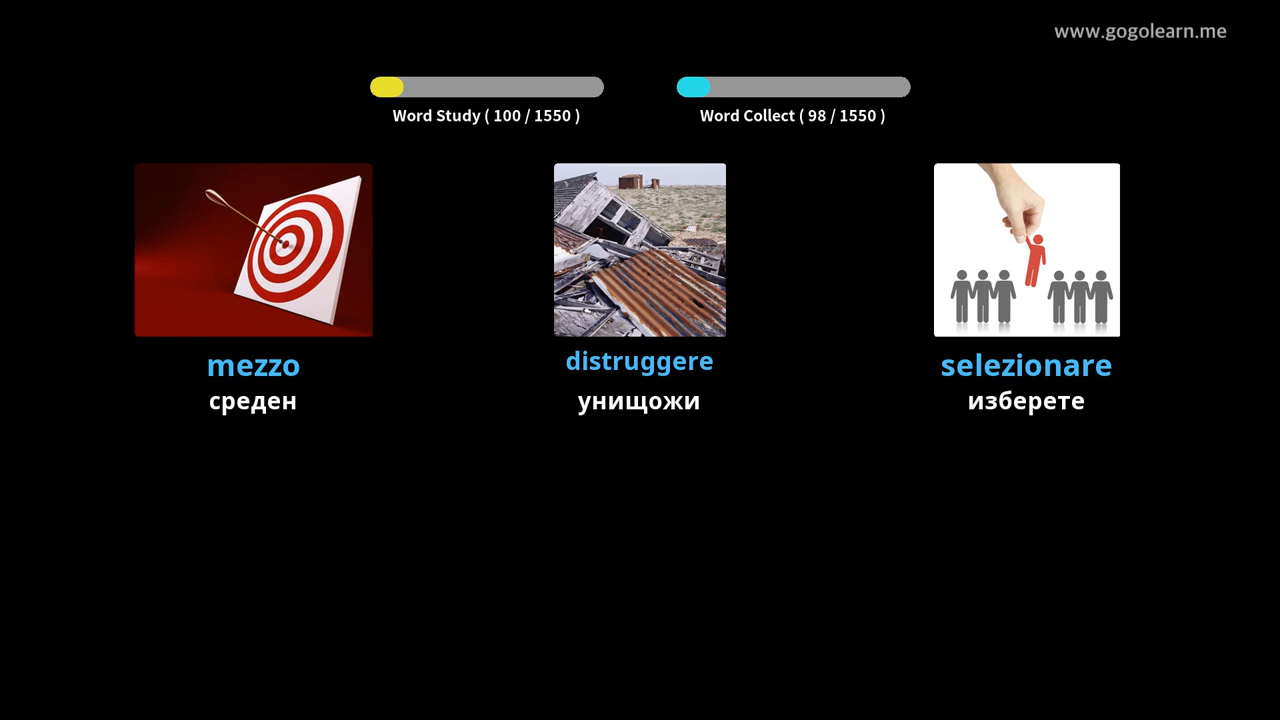 www.gogolearn.me
Word Study ( 100 / 1550 )
Word Collect ( 98 / 1550 )
mezzo
среден
distruggere
унищожи
selezionare
изберете